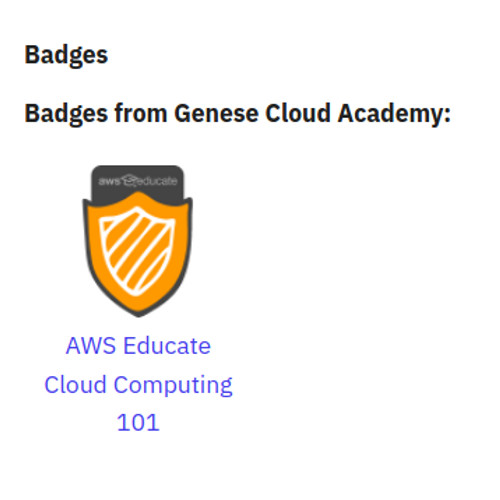 Badges
Badges from Genese Cloud Academy:
aws educate
AWS Educate
Cloud Computing
101